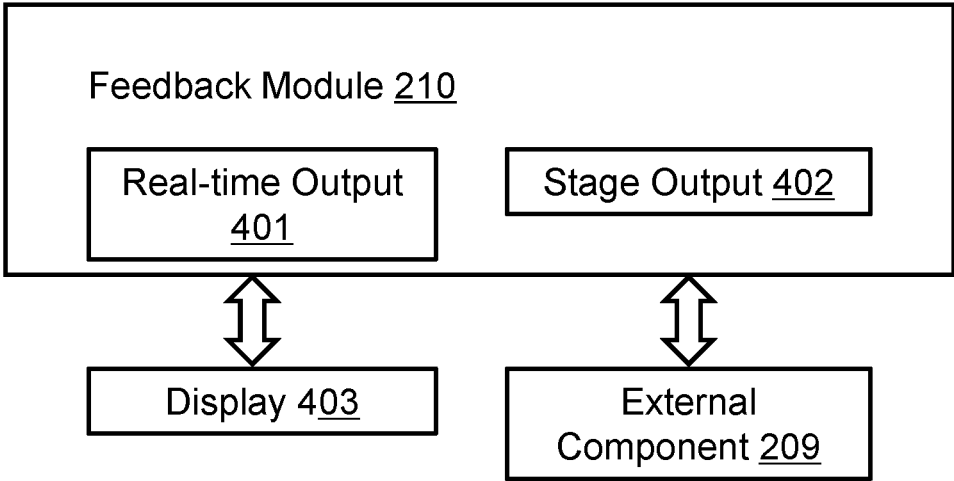 Feedback Module 210
Real-time Output
401
Stage Output 402
Display 403
External
Component 209